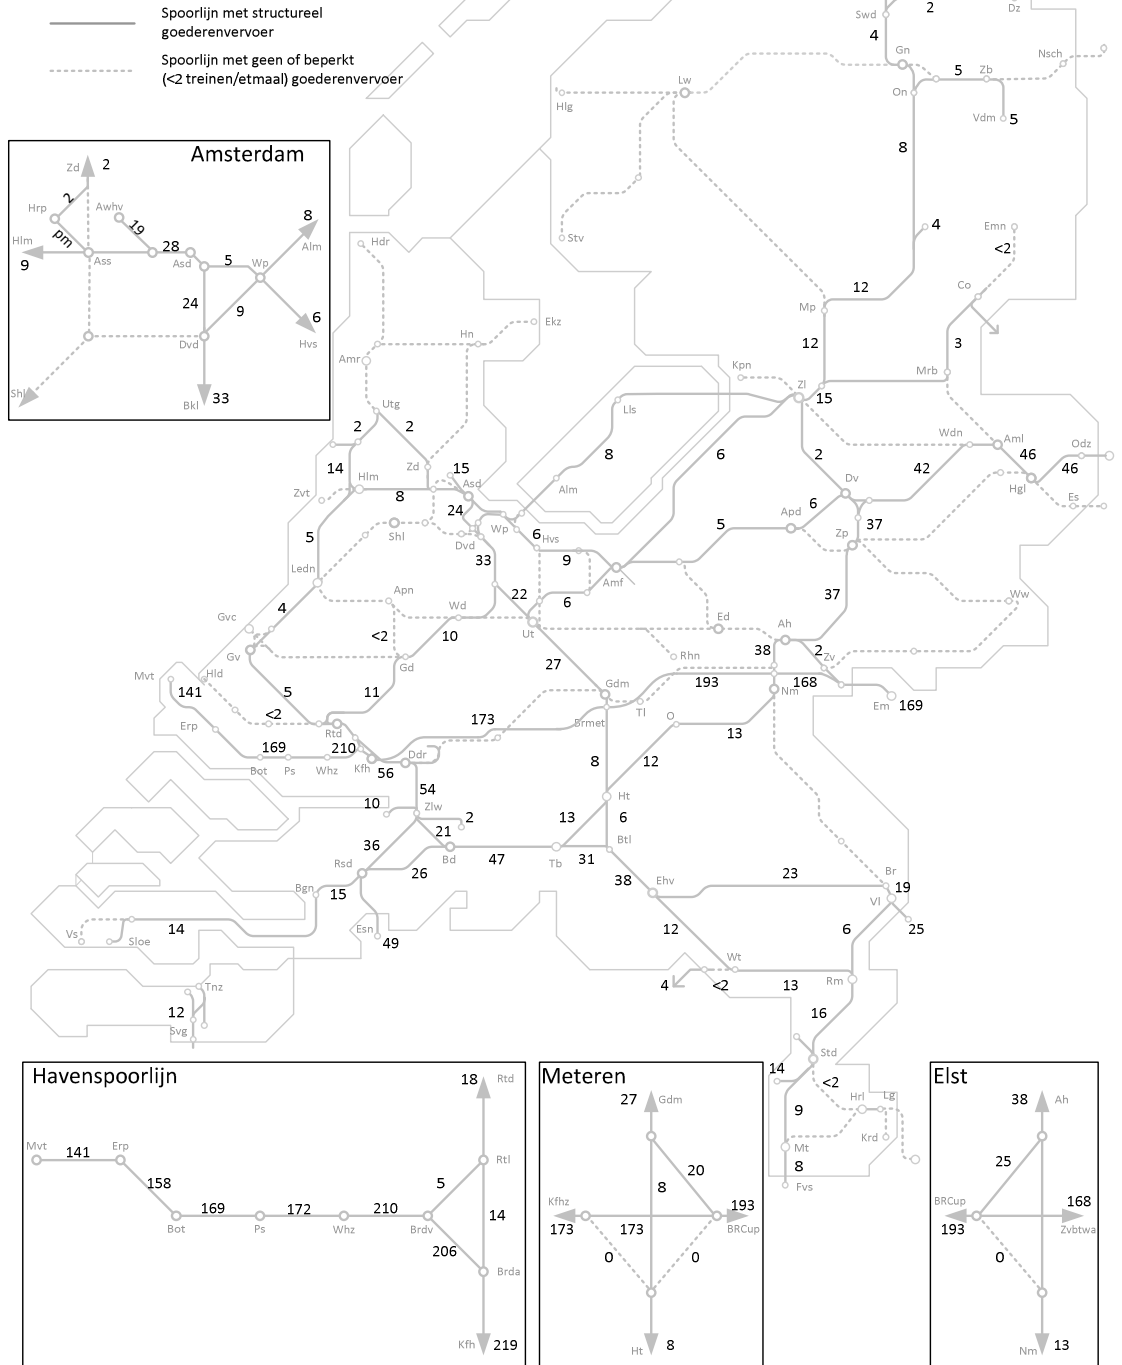 Spoorlijn met structureel
goederenvervoer
Spoorlijn met geen of beperkt
(<2 treinen/etmaal) goederenvervoer
Swd
2
Dz
4
Gn
Nsch
5
Zb
On
Vdm
5
Lw
Hlg
8
Stv
4
Emn
<2
Co
12
Mp
12
3
Mrb
Kpn
Zl
15
Amsterdam
Zd
2
2
Hrp
Awhv
19
pm
28
8
Alm
Hlm
9
Ass
Asd
5
Wp
24
9
6
Hvs
Dvd
Shl
Bkl
33
Hdr
Hn
Ekz
Amr
Utg
2
2
Lls
8
6
2
Wdn
Aml
Odz
14
Hlm
Zd
15
Asd
8
Zvt
Alm
42
46
46
Hgl
Es
Dv
6
Apd
24
5
Shl
Dvd
Wp
6
Hvs
5
37
Zp
Ledn
33
9
Amf
Apn
22
6
37
Ww
4
Gvc
Wd
10
<2
Ut
Ed
Ah
Gv
Gd
27
Rhn
38
2
Zv
Mvt
Hld
141
5
11
193
168
Gdm
Nm
Em
169
<2
Tl
Erp
Rtd
173
Brmet
O
13
169
210
Bot
Ps
Whz
Kfh
Ddr
56
8
12
54
10
Zlw
Ht
2
13
6
21
36
Btl
Bd
47
Tb
31
Rsd
26
38
Ehv
23
Br
19
Bgn
15
Vl
14
Esn
49
12
6
25
Vs
Sloe
Wt
4
<2
13
Rm
Tnz
12
Svg
16
Std
14
<2
9
Hrl
Lg
Krd
Mt
8
Fvs
Havenspoorlijn
18
Rtd
Mvt
141
Erp
158
169
172
210
Bot
Ps
Whz
Brdv
5
Rtl
14
206
Brda
Kfh
219
Meteren
27
Gdm
20
8
Kfhz
193
173
173
BRCup
0
0
Ht
8
Elst
38
Ah
25
BRCup
168
193
Zvbtwa
0
Nm
13